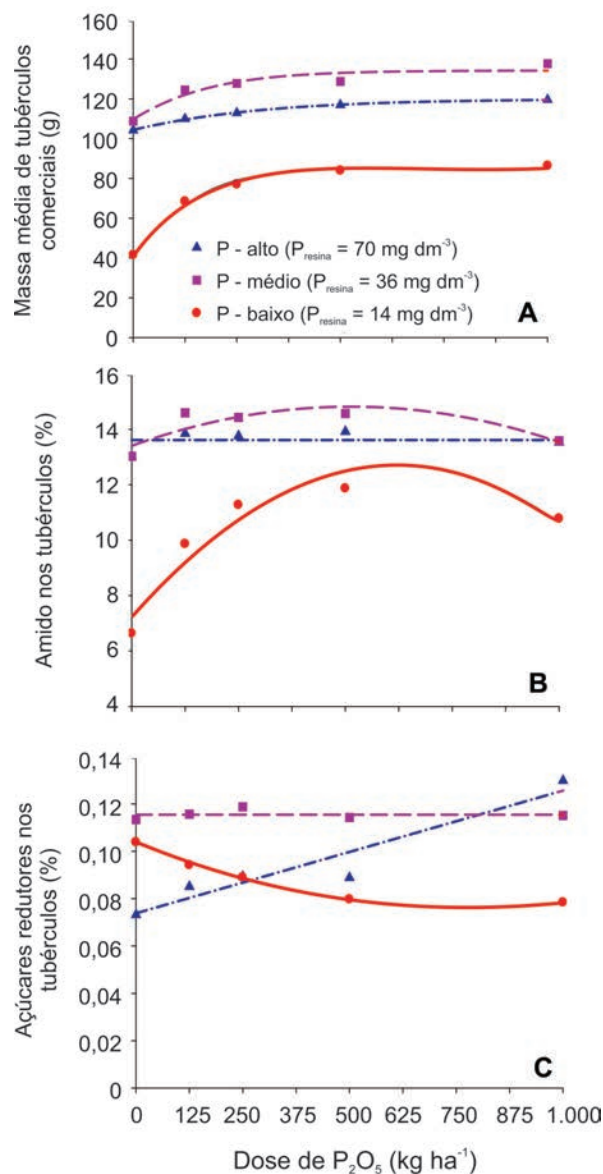 Massa média de tubérculos
comerciais (g)
160
140
120
100
80
60
40
20
0
P - alto (Presina = 70 mg dm-3)
P - médio (Presina = 36 mg dm-3)
P - baixo (Presina = 14 mg dm-3)
A
Amido nos tubérculos (%)
16
14
12
10
8
6
4
B
Açúcares redutores nos
tubérculos (%)
0,14
0,12
0,10
0,08
0,06
0,04
0,02
0
C
0 125 250 375 500 625 750 875 1.000
Dose de P2O5 (kg ha-1)